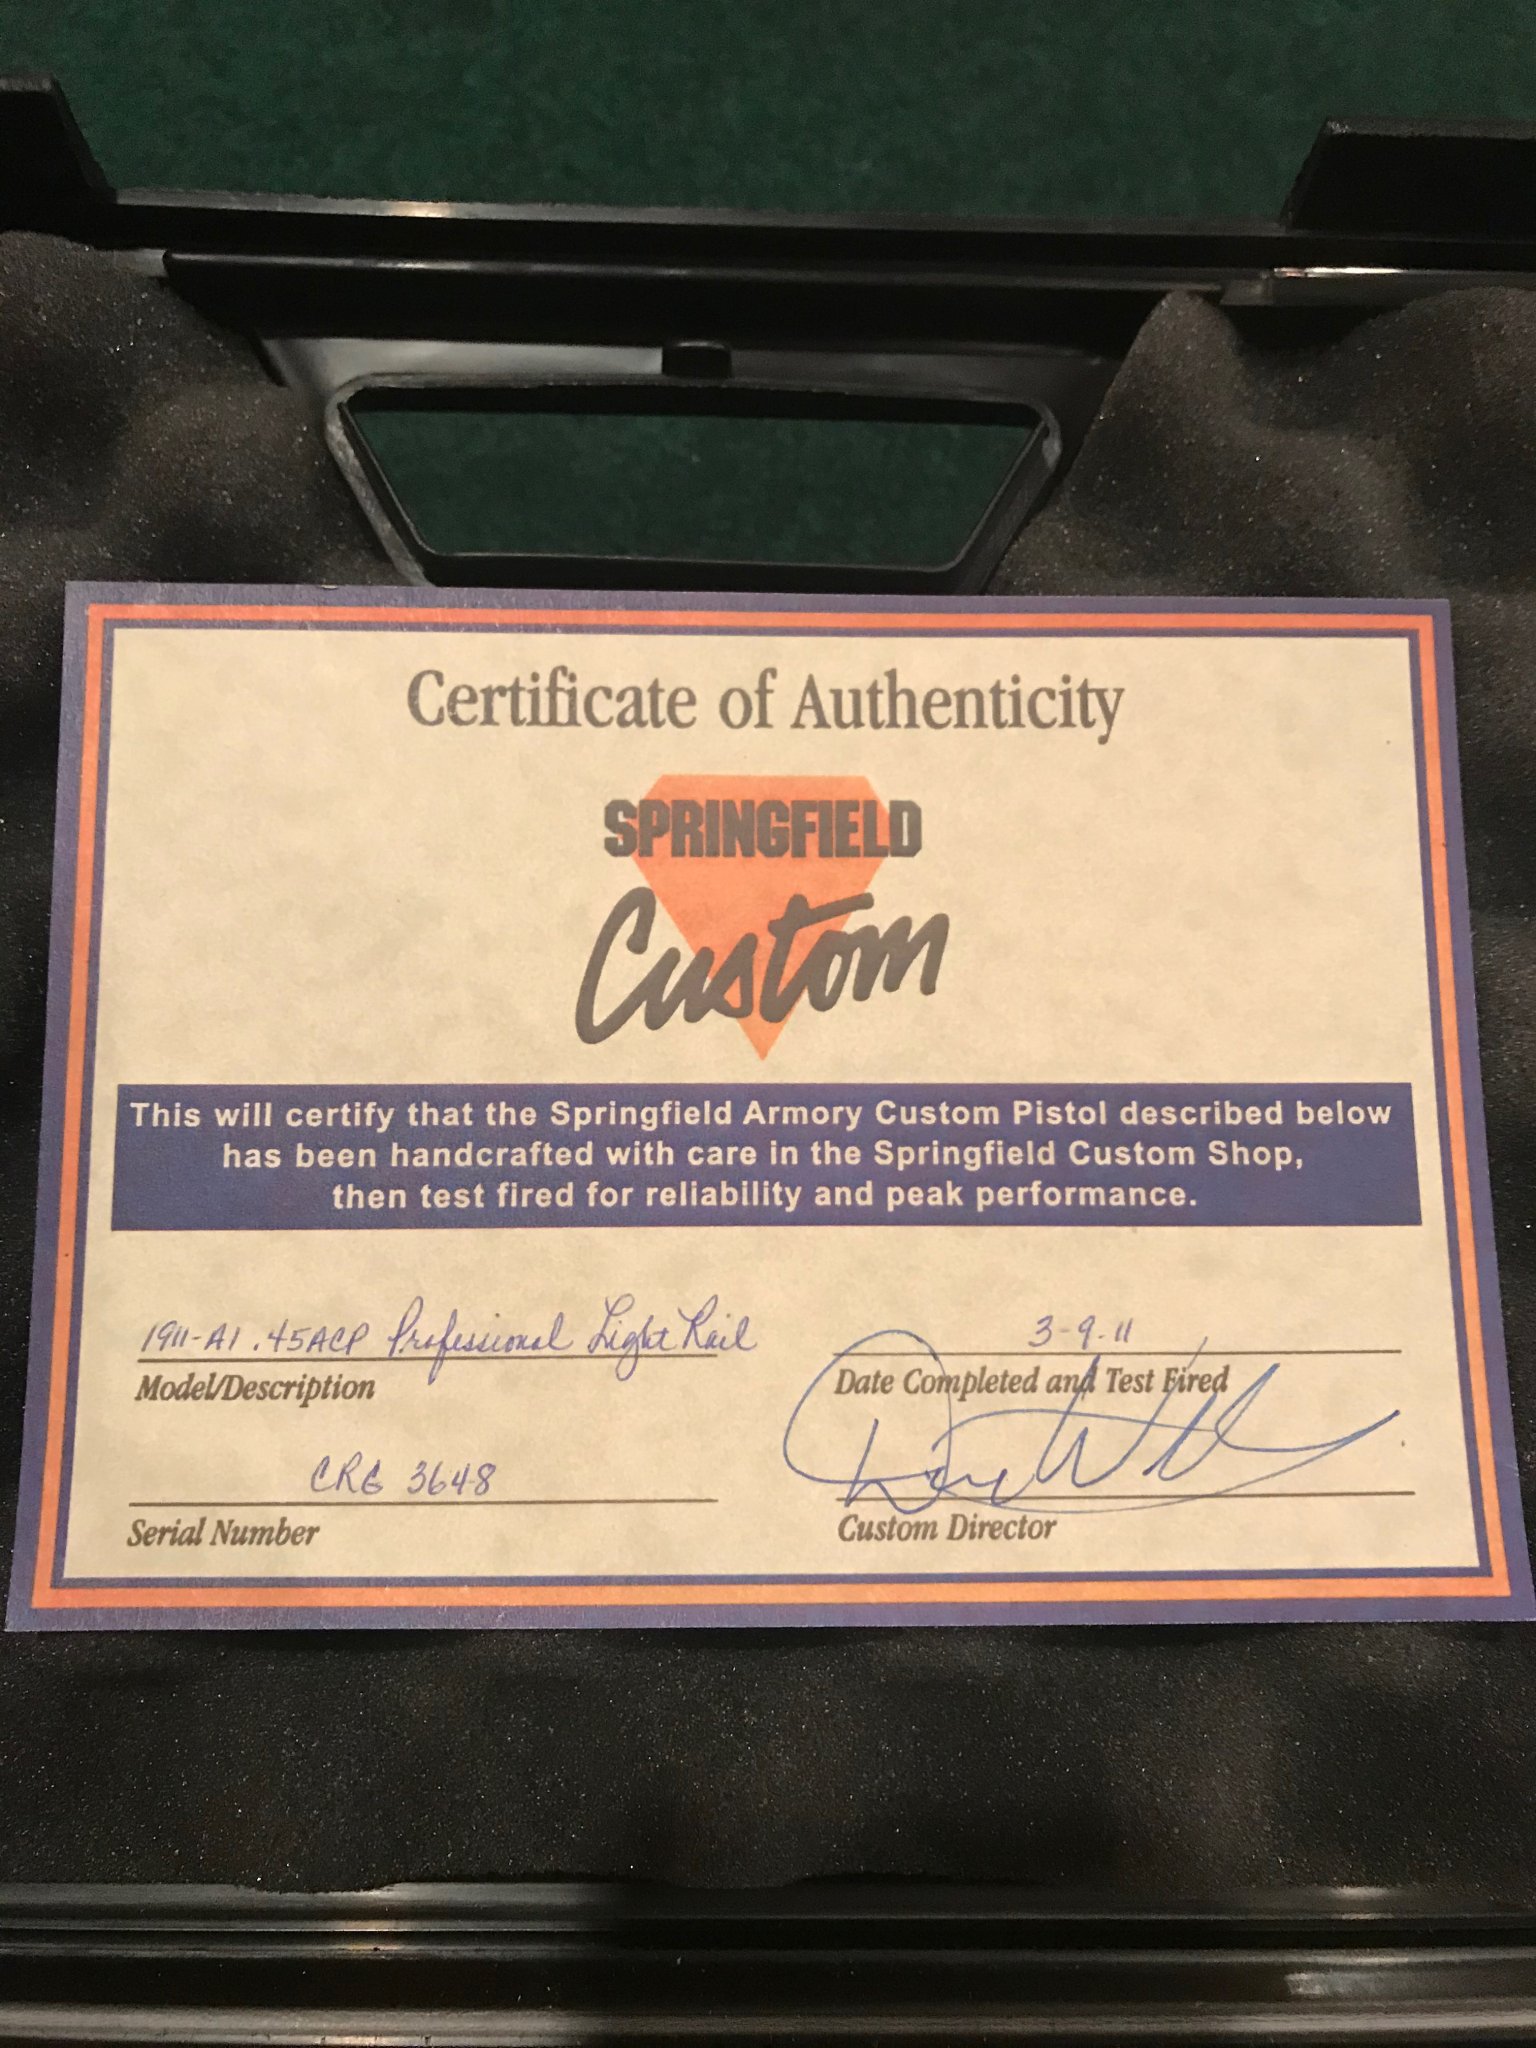 Certificate of Authenticity
SPRINGFIELD
Custom
This will certify that the Springfield Armory Custom Pistol described below
has been handcrafted with care in the Springfield Custom Shop,
then test fired for reliability and peak performance.
1911-A1 .45ACP Professional Light Rail
Model/Description
3-9-11
Date Completed and Test Fired
CRG 3648
Serial Number
Custom Director